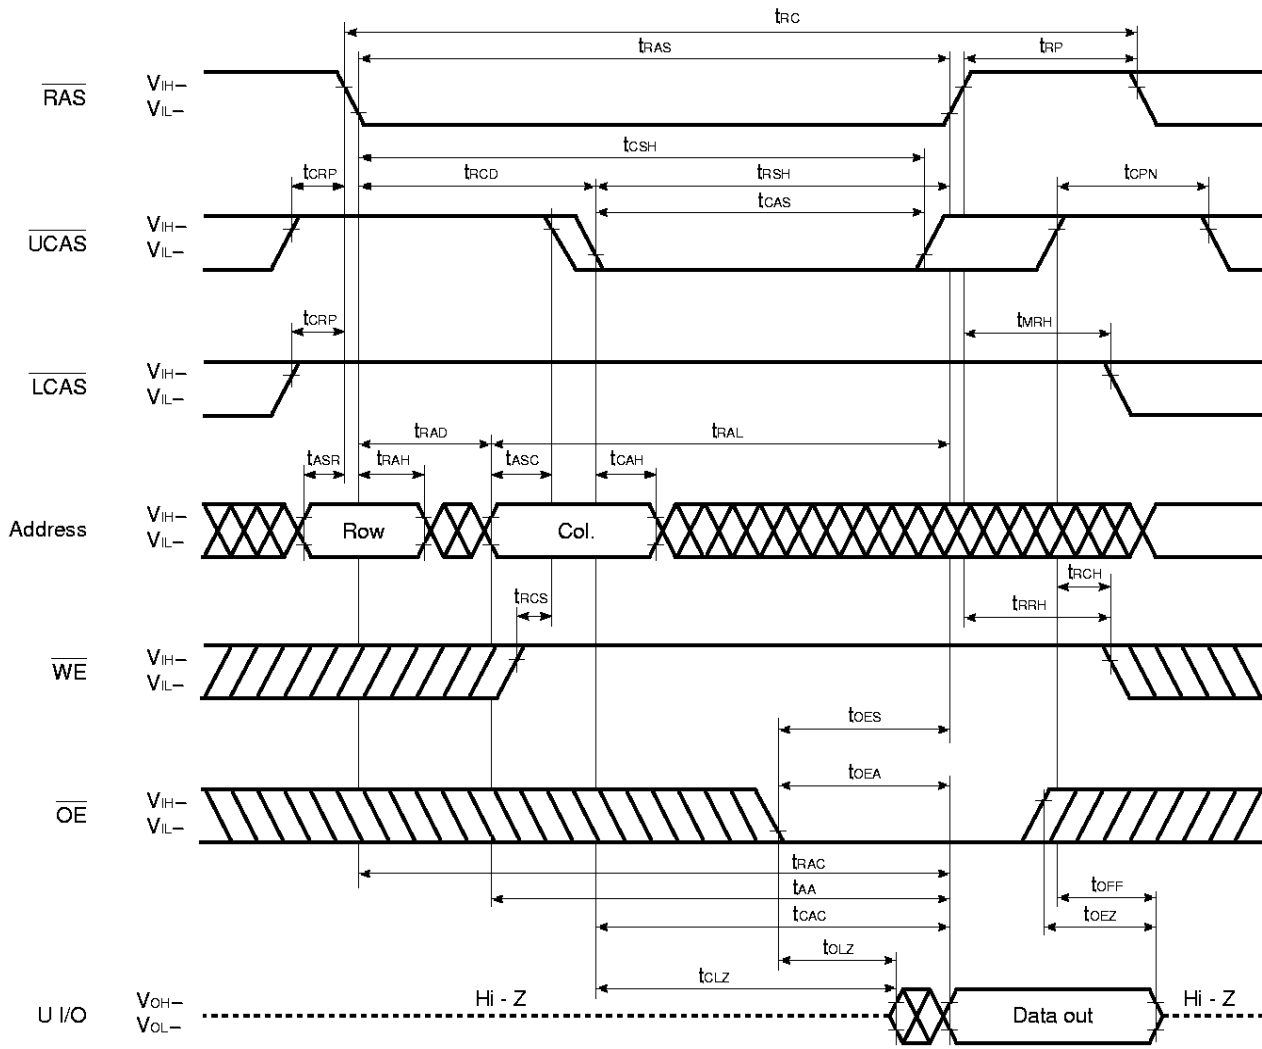 tRC
tRAS tRP
RAS VIH–
VIL–
tCSH
tCRP tRCD tRSH tCPN
tCAS
UCAS VIH–
VIL–
tCRP tMRH
LCAS VIH–
VIL–
tRAD tRAL
tASR tRAH tASC tCAH
Address VIH–
VIL–
Row Col.
tRCH
tRCS tRRH
WE VIH–
VIL–
tOES
tOEA
OE VIH–
VIL–
tRAC
tAA tOFF
tCAC tOEZ
tOLZ
tCLZ
U I/O VOH–
VOL–
Hi - Z Data out Hi - Z